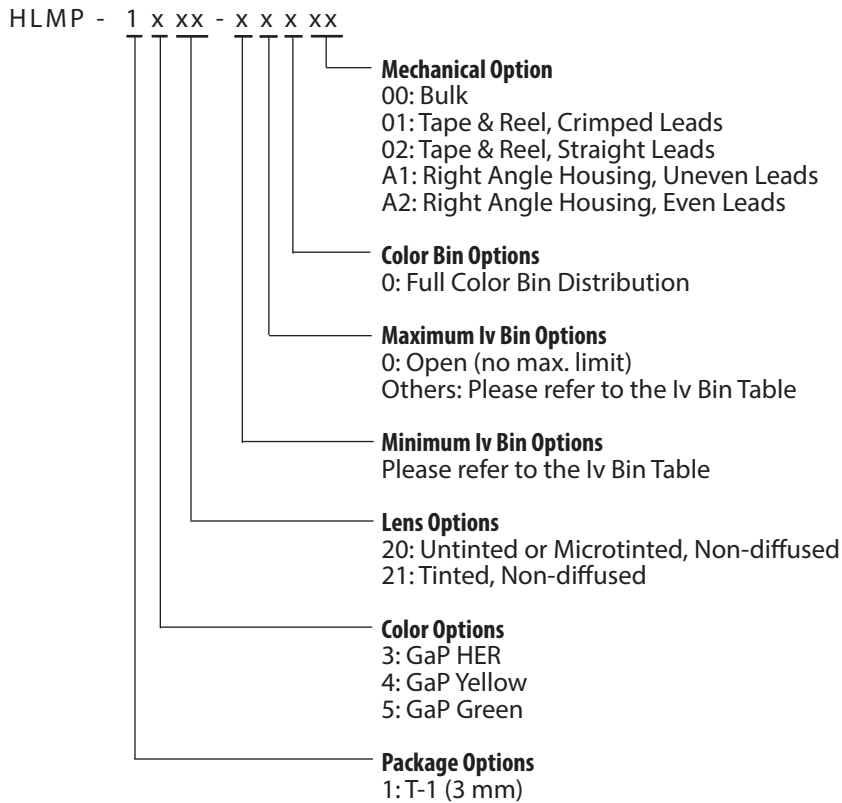 HLMP - 1 x xx - x x x xx
Mechanical Option
00: Bulk
01: Tape & Reel, Crimped Leads
02: Tape & Reel, Straight Leads
A1: Right Angle Housing, Uneven Leads
A2: Right Angle Housing, Even Leads
Color Bin Options
0: Full Color Bin Distribution
Maximum Iv Bin Options
0: Open (no max. limit)
Others: Please refer to the Iv Bin Table
Minimum Iv Bin Options
Please refer to the Iv Bin Table
Lens Options
20: Untinted or Microtinted, Non-diffused
21: Tinted, Non-diffused
Color Options
3: GaP HER
4: GaP Yellow
5: GaP Green
Package Options
1: T-1 (3 mm)